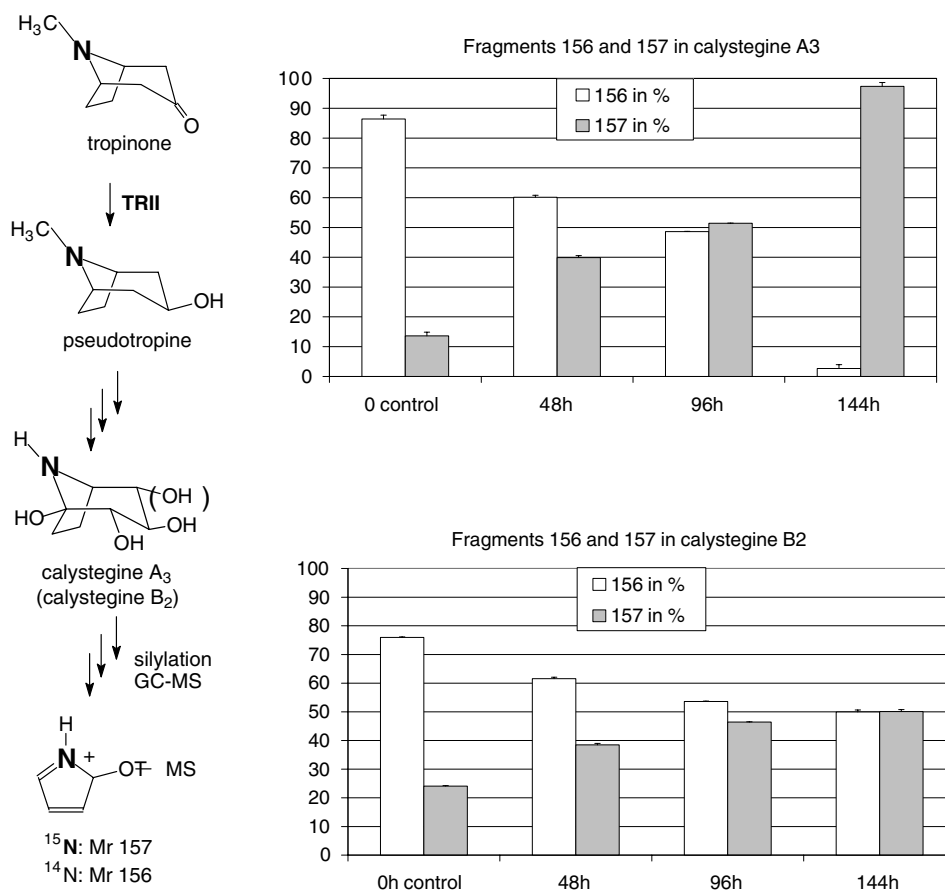 H₃C
N
O
tropinone
TRII
H₃C
N
OH
pseudotropine
H
N
(OH)
HO
OH
OH
calystegine A₃
(calystegine B₂)
silylation
GC-MS
H
N +
OT MS
¹⁵N: Mr 157
¹⁴N: Mr 156
Fragments 156 and 157 in calystegine A3
100
90
80
70
60
50
40
30
20
10
0
156 in %
157 in %
0 control 48h 96h 144h
Fragments 156 and 157 in calystegine B2
100
90
80
70
60
50
40
30
20
10
0
156 in %
157 in %
0h control 48h 96h 144h